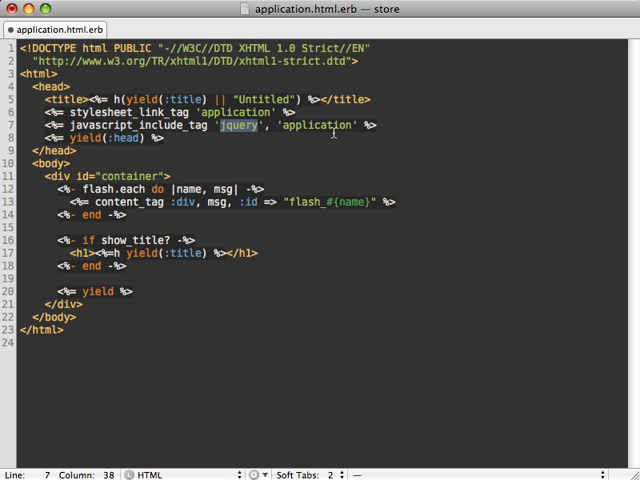 application.html.erb — store
application.html.erb
1 <!DOCTYPE html PUBLIC "-//W3C//DTD XHTML 1.0 Strict//EN"
2 "http://www.w3.org/TR/xhtml1/DTD/xhtml1-strict.dtd">
3 <html>
4 <head>
5 <title><%= h(yield(:title) || "Untitled") %></title>
6 <%= stylesheet_link_tag 'application' %>
7 <%= javascript_include_tag 'jquery', 'application' %>
8 <%= yield(:head) %>
9 </head>
10 <body>
11 <div id="container">
12 <%- flash.each do |name, msg| -%>
13 <%= content_tag :div, msg, :id => "flash_#{name}" %>
14 <%- end -%>
15
16 <%- if show_title? -%>
17 <h1><%=h yield(:title) %></h1>
18 <%- end -%>
19
20 <%= yield %>
21 </div>
22 </body>
23 </html>
24
Line: 7 Column: 38 L HTML Soft Tabs: 2 —